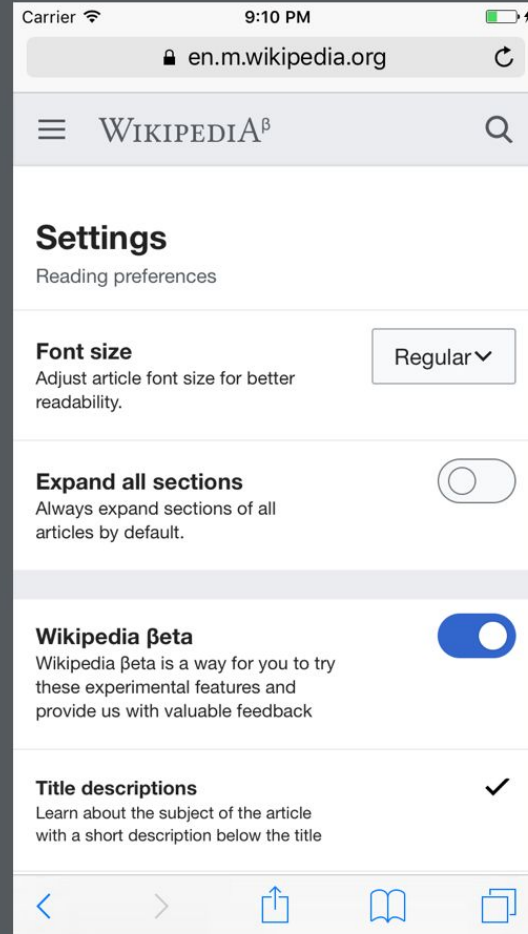 Carrier 9:10 PM
en.m.wikipedia.org
WIKIPEDIAᵝ
Settings
Reading preferences
Font size
Adjust article font size for better
readability.
Regular
Expand all sections
Always expand sections of all
articles by default.
Wikipedia βeta
Wikipedia βeta is a way for you to try
these experimental features and
provide us with valuable feedback
Title descriptions
Learn about the subject of the article
with a short description below the title